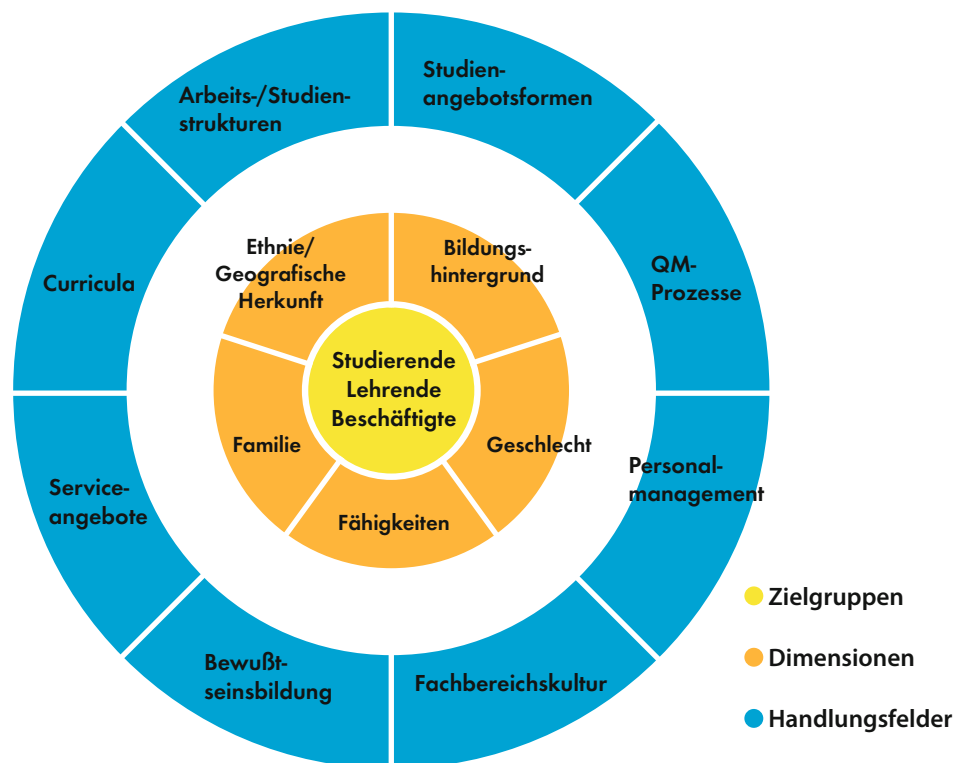 Arbeits-/Studien-
strukturen
Studien-
angebotsformen
QM-
Prozesse
Personal-
management
Fachbereichskultur
Bewußt-
seinsbildung
Service-
angebote
Curricula
Ethnie/
Geografische
Herkunft
Bildungs-
hintergrund
Geschlecht
Fähigkeiten
Familie
Studierende
Lehrende
Beschäftigte
Zielgruppen
Dimensionen
Handlungsfelder